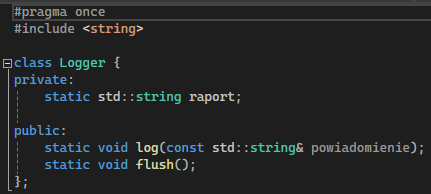 #pragma once
#include <string>
class Logger {
private:
static std::string raport;
public:
static void log(const std::string& powiadomienie);
static void flush();
};